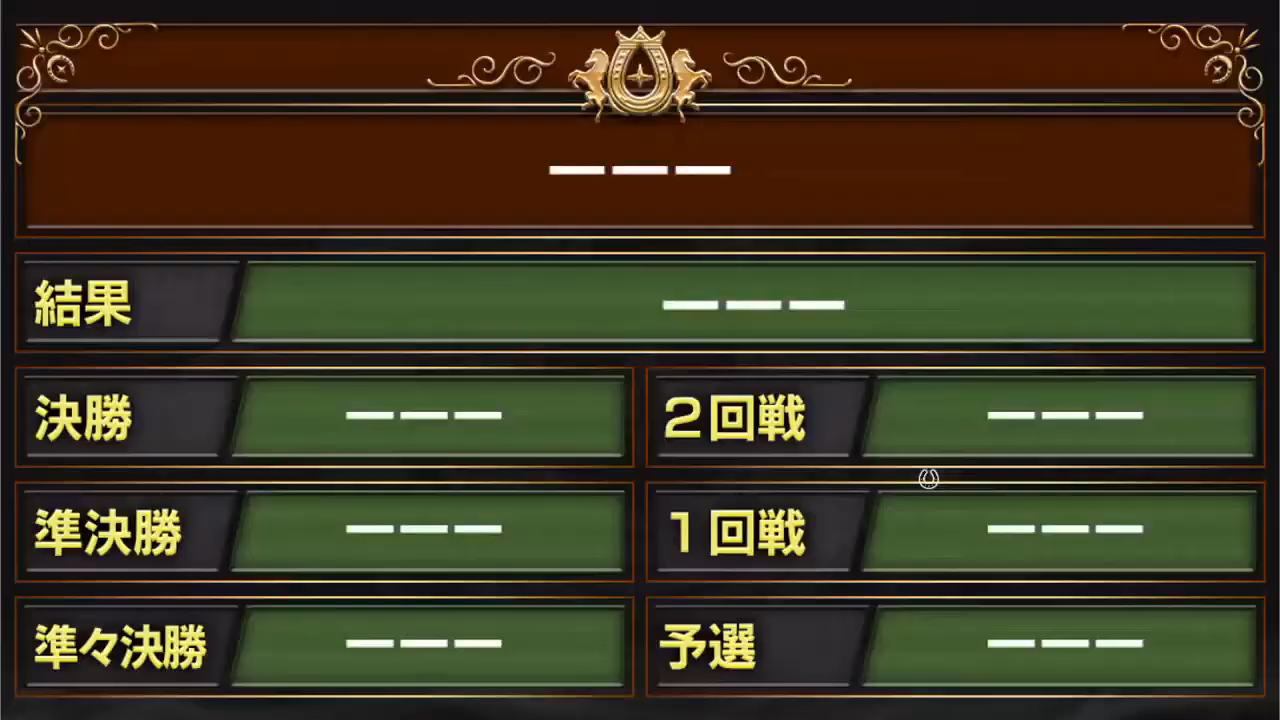 ---
結果 ---
決勝 --- ２回戦 ---
準決勝 --- １回戦 ---
準々決勝 --- 予選 ---